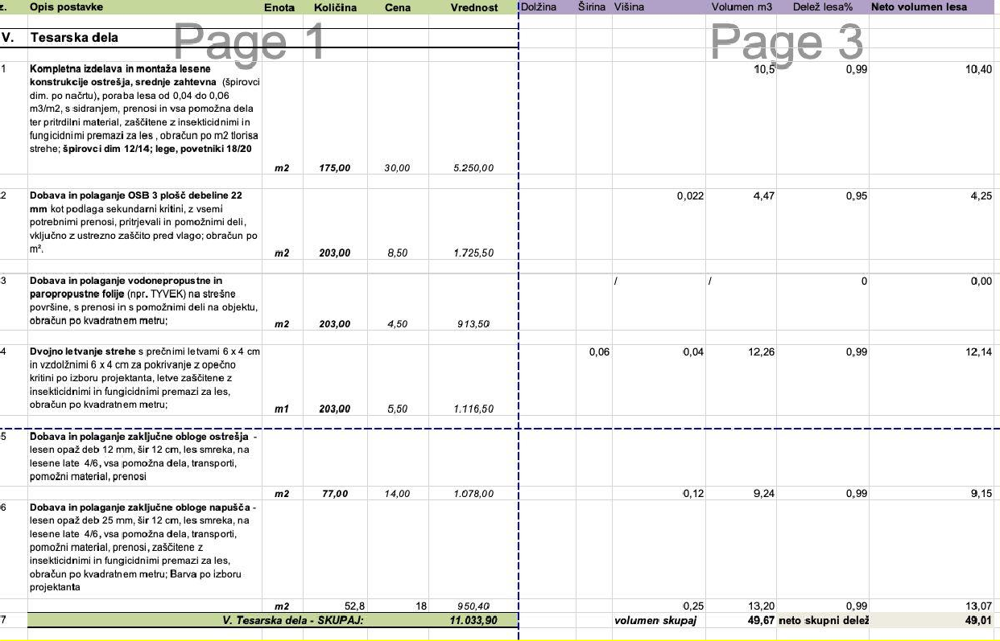 z. Opis postavke Enota Količina Cena Vrednost Dolžina Širina Višina Volumen m3 Delež lesa% Neto volumen lesa
V. Tesarska dela
Page 1 Page 3
1 Kompletna izdelava in montaža lesene 10,5 0,99 10,40
konstrukcije ostrešja, srednje zahtevna (špirovci
dim. po načrtu), poraba lesa od 0,04 do 0,06
m3/m2, s sidranjem, prenosi in vsa pomožna dela
ter pritrdilni material, zaščitene z insekticidnimi in
fungicidnimi premazi za les , obračun po m2 tlorisa
strehe; špirovci dim 12/14; lege, povetniki 18/20
m2 175,00 30,00 5.250,00
2 Dobava in polaganje OSB 3 plošč debeline 22 0,022 4,47 0,95 4,25
mm kot podlaga sekundarni kritini, z vsemi
potrebnimi prenosi, pritrjevali in pomožnimi deli,
vključno z ustrezno zaščito pred vlago; obračun po
m².
m2 203,00 8,50 1.725,50
3 Dobava in polaganje vodonepropustne in / / 0 0,00
paropropustne folije (npr. TYVEK) na strešne
površine, s prenosi in s pomožnimi deli na objektu,
obračun po kvadratnem metru;
m2 203,00 4,50 913,50
4 Dvojno letvanje strehe s prečnimi letvami 6 x 4 cm 0,06 0,04 12,26 0,99 12,14
in vzdolžnimi 6 x 4 cm za pokrivanje z opečno
kritini po izboru projektanta, letve zaščitene z
insekticidnimi in fungicidnimi premazi za les,
obračun po kvadratnem metru;
m1 203,00 5,50 1.116,50
5 Dobava in polaganje zaključne obloge ostrešja -
lesen opaž deb 12 mm, šir 12 cm, les smreka, na
lesene late 4/6, vsa pomožna dela, transporti,
pomožni material, prenosi
m2 77,00 14,00 1.078,00 0,12 9,24 0,99 9,15
6 Dobava in polaganje zaključne obloge napušča -
lesen opaž deb 25 mm, šir 12 cm, les smreka, na
lesene late 4/6, vsa pomožna dela, transporti,
pomožni material, prenosi, zaščitene z
insekticidnimi in fungicidnimi premazi za les,
obračun po kvadratnem metru; Barva po izboru
projektanta
m2 52,8 18 950,40 0,25 13,20 0,99 13,07
7 V. Tesarska dela - SKUPAJ: 11.033,90 volumen skupaj 49,67 neto skupni delež 49,01